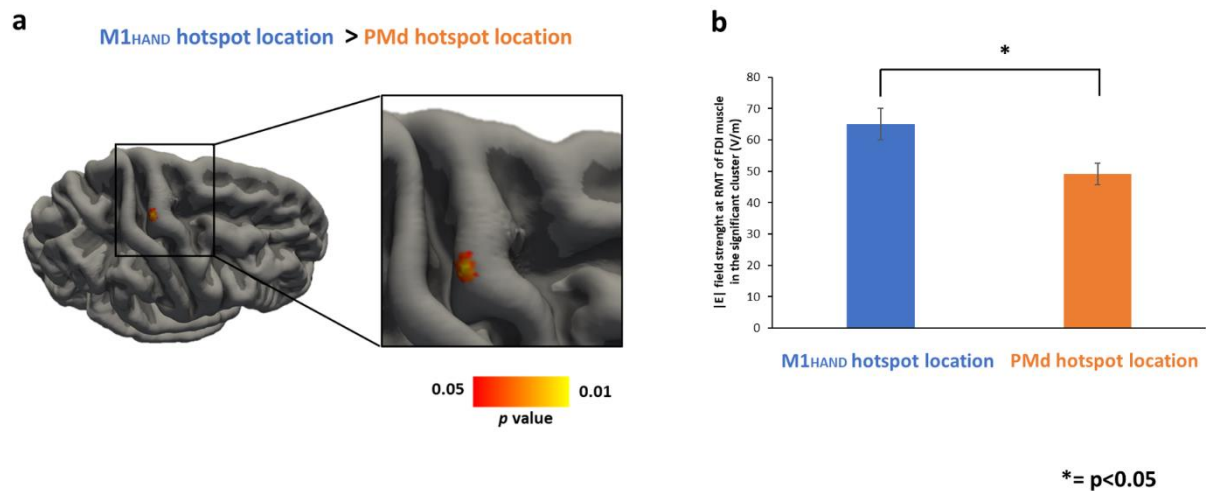 a
M1HAND hotspot location > PMd hotspot location
0.05
0.01
p value
b
*
|E| field strenght at RMT of FDI muscle
in the significant cluster (V/m)
80
70
60
50
40
30
20
10
0
M1HAND hotspot location
PMd hotspot location
*= p<0.05